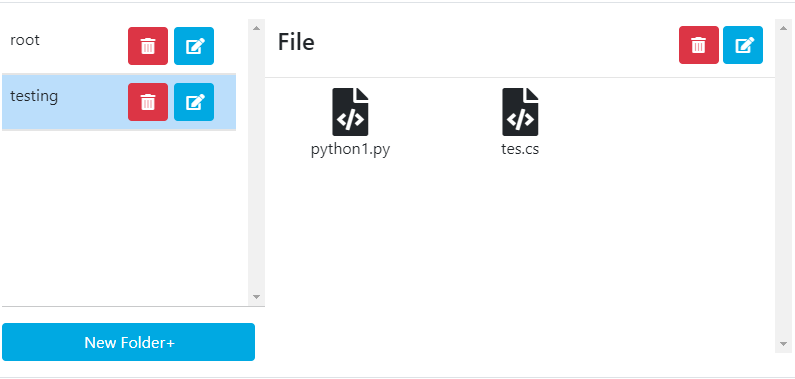 root
testing
New Folder+
File
python1.py
tes.cs